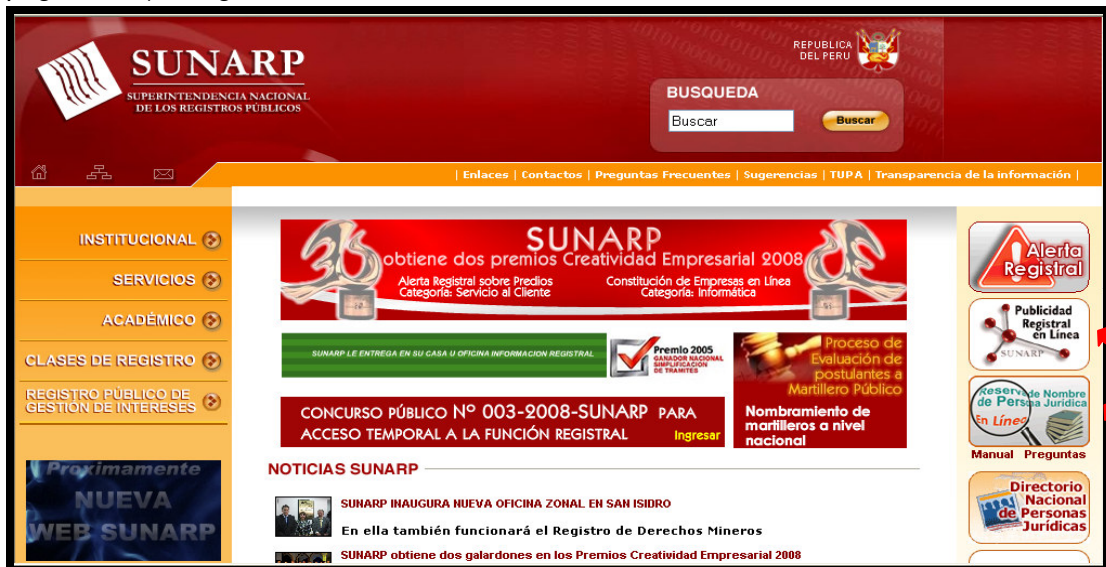 SUNARP
SUPERINTENDENCIA NACIONAL
DE LOS REGISTROS PÚBLICOS
REPUBLICA
DEL PERU
BUSQUEDA
Buscar
Buscar
| Enlaces | Contactos | Preguntas Frecuentes | Sugerencias | TUPA | Transparencia de la información |
INSTITUCIONAL
SERVICIOS
ACADÉMICO
CLASES DE REGISTRO
REGISTRO PÚBLICO DE
GESTIÓN DE INTERESES
Proximamente
NUEVA
WEB SUNARP
SUNARP
obtiene dos premios Creatividad Empresarial 2008
Alerta Registral sobre Predios
Categoría: Servicio al Cliente
Constitución de Empresas en Línea
Categoría: Informática
SUNARP LE ENTREGA EN SU CASA U OFICINA INFORMACION REGISTRAL
Premio 2005
GANADOR NACIONAL
SIMPLIFICACIÓN
DE TRAMITES
Proceso de
Evaluación de
postulantes a
Martillero Público
Nombramiento de
martilleros a nivel
nacional
CONCURSO PÚBLICO Nº 003-2008-SUNARP PARA
ACCESO TEMPORAL A LA FUNCIÓN REGISTRAL
Ingresar
NOTICIAS SUNARP
SUNARP INAUGURA NUEVA OFICINA ZONAL EN SAN ISIDRO
En ella también funcionará el Registro de Derechos Mineros
SUNARP obtiene dos galardones en los Premios Creatividad Empresarial 2008
Alerta
Registral
Publicidad
Registral
en Línea
SUNARP
Reserva de Nombre
de Persona Jurídica
En Línea
Manual Preguntas
Directorio
Nacional
de Personas
Jurídicas